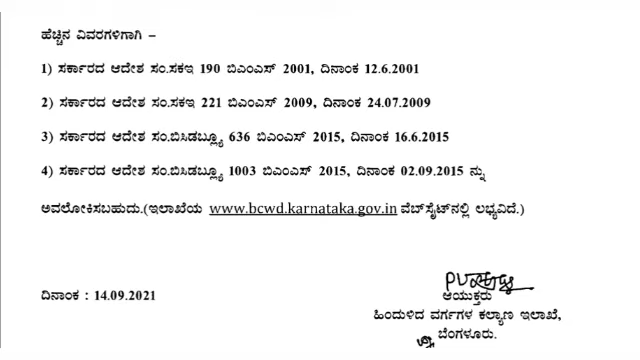 ಹೆಚ್ಚಿನ ವಿವರಗಳಿಗಾಗಿ –
1) ಸರ್ಕಾರದ ಆದೇಶ ಸಂ.ಸಕಇ 190 ಬಿಎಂಎಸ್ 2001, ದಿನಾಂಕ 12.6.2001
2) ಸರ್ಕಾರದ ಆದೇಶ ಸಂ.ಸಕಇ 221 ಬಿಎಂಎಸ್ 2009, ದಿನಾಂಕ 24.07.2009
3) ಸರ್ಕಾರದ ಆದೇಶ ಸಂ.ಬಿಸಿಡಬ್ಲ್ಯೂ 636 ಬಿಎಂಎಸ್ 2015, ದಿನಾಂಕ 16.6.2015
4) ಸರ್ಕಾರದ ಆದೇಶ ಸಂ.ಬಿಸಿಡಬ್ಲ್ಯೂ 1003 ಬಿಎಂಎಸ್ 2015, ದಿನಾಂಕ 02.09.2015 ನ್ನು
ಅವಲೋಕಿಸಬಹುದು.(ಇಲಾಖೆಯ www.bcwd.karnataka.gov.in ವೆಬ್‌ಸೈಟ್‌ನಲ್ಲಿ ಲಭ್ಯವಿದೆ.)
ದಿನಾಂಕ : 14.09.2021
ಆಯುಕ್ತರು
ಹಿಂದುಳಿದ ವರ್ಗಗಳ ಕಲ್ಯಾಣ ಇಲಾಖೆ,
ಬೆಂಗಳೂರು.